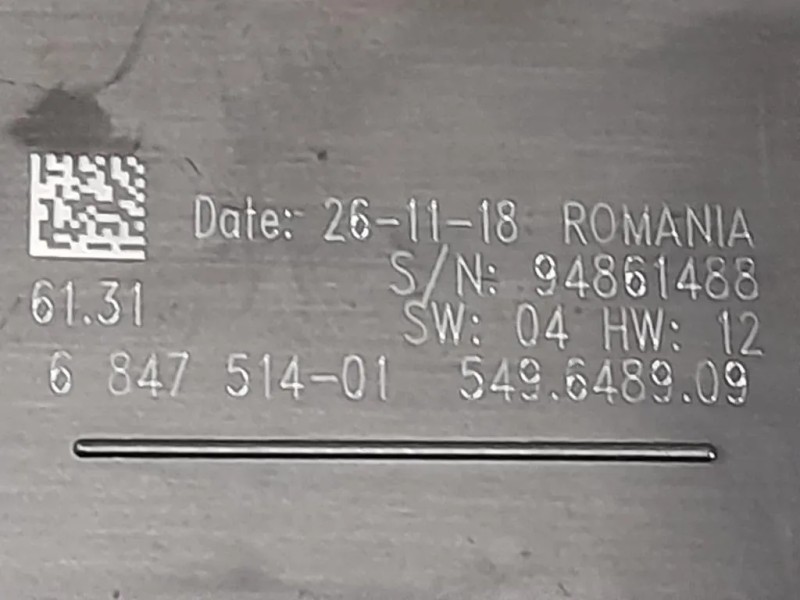 Date: 26-11-18 ROMANIA
S/N: 94861488
61.31
SW: 04 HW: 12
6 847 514-01 549.6489.09